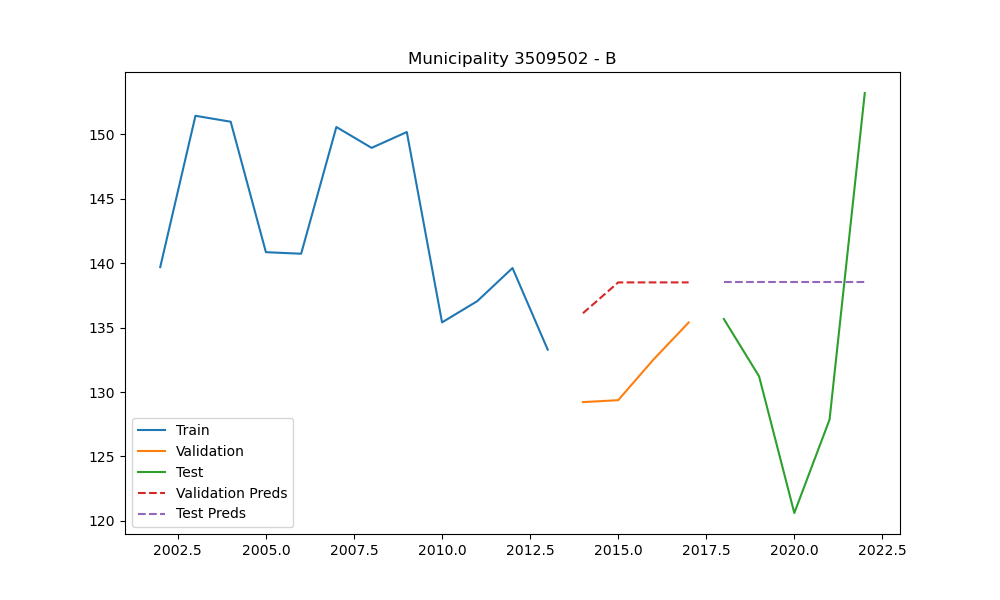 Municipality 3509502 - B
150
145
140
135
130
125
120
Train
Validation
Test
Validation Preds
Test Preds
2002.5 2005.0 2007.5 2010.0 2012.5 2015.0 2017.5 2020.0 2022.5